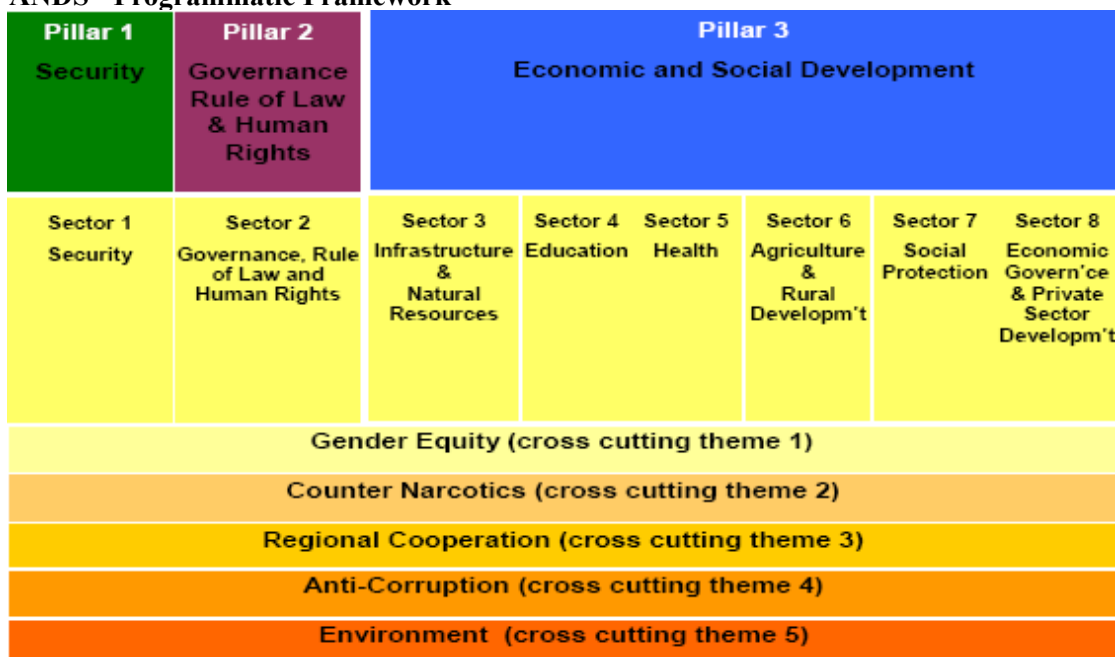 ANDS - Programmatic Framework
Pillar 1
Security
Pillar 2
Governance
Rule of Law
& Human
Rights
Pillar 3
Economic and Social Development
Sector 1
Security
Sector 2
Governance, Rule
of Law and
Human Rights
Sector 3
Infrastructure
&
Natural
Resources
Sector 4
Education
Sector 5
Health
Sector 6
Agriculture
&
Rural
Developm't
Sector 7
Social
Protection
Sector 8
Economic
Govern'ce
& Private
Sector
Developm't
Gender Equity (cross cutting theme 1)
Counter Narcotics (cross cutting theme 2)
Regional Cooperation (cross cutting theme 3)
Anti-Corruption (cross cutting theme 4)
Environment (cross cutting theme 5)